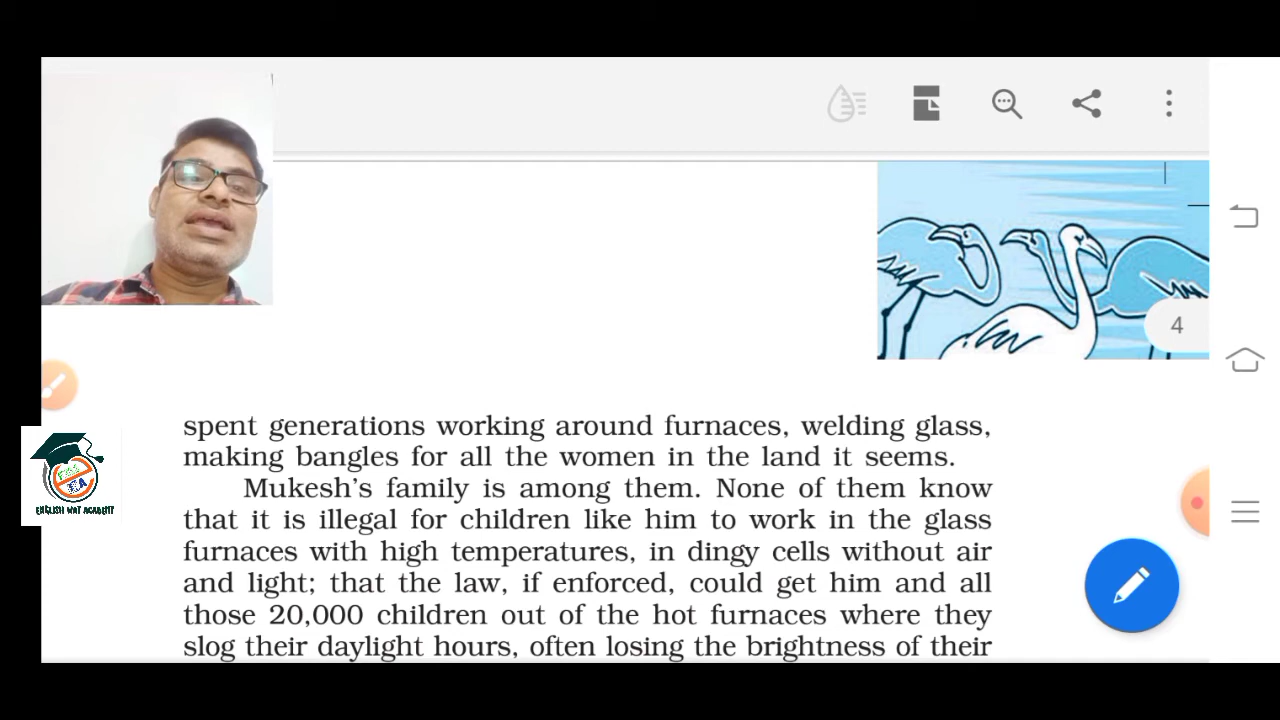 4
spent generations working around furnaces, welding glass,
making bangles for all the women in the land it seems.
Mukesh's family is among them. None of them know
that it is illegal for children like him to work in the glass
furnaces with high temperatures, in dingy cells without air
and light; that the law, if enforced, could get him and all
those 20,000 children out of the hot furnaces where they
slog their daylight hours, often losing the brightness of their
ENGLISH WAY ACADEMY